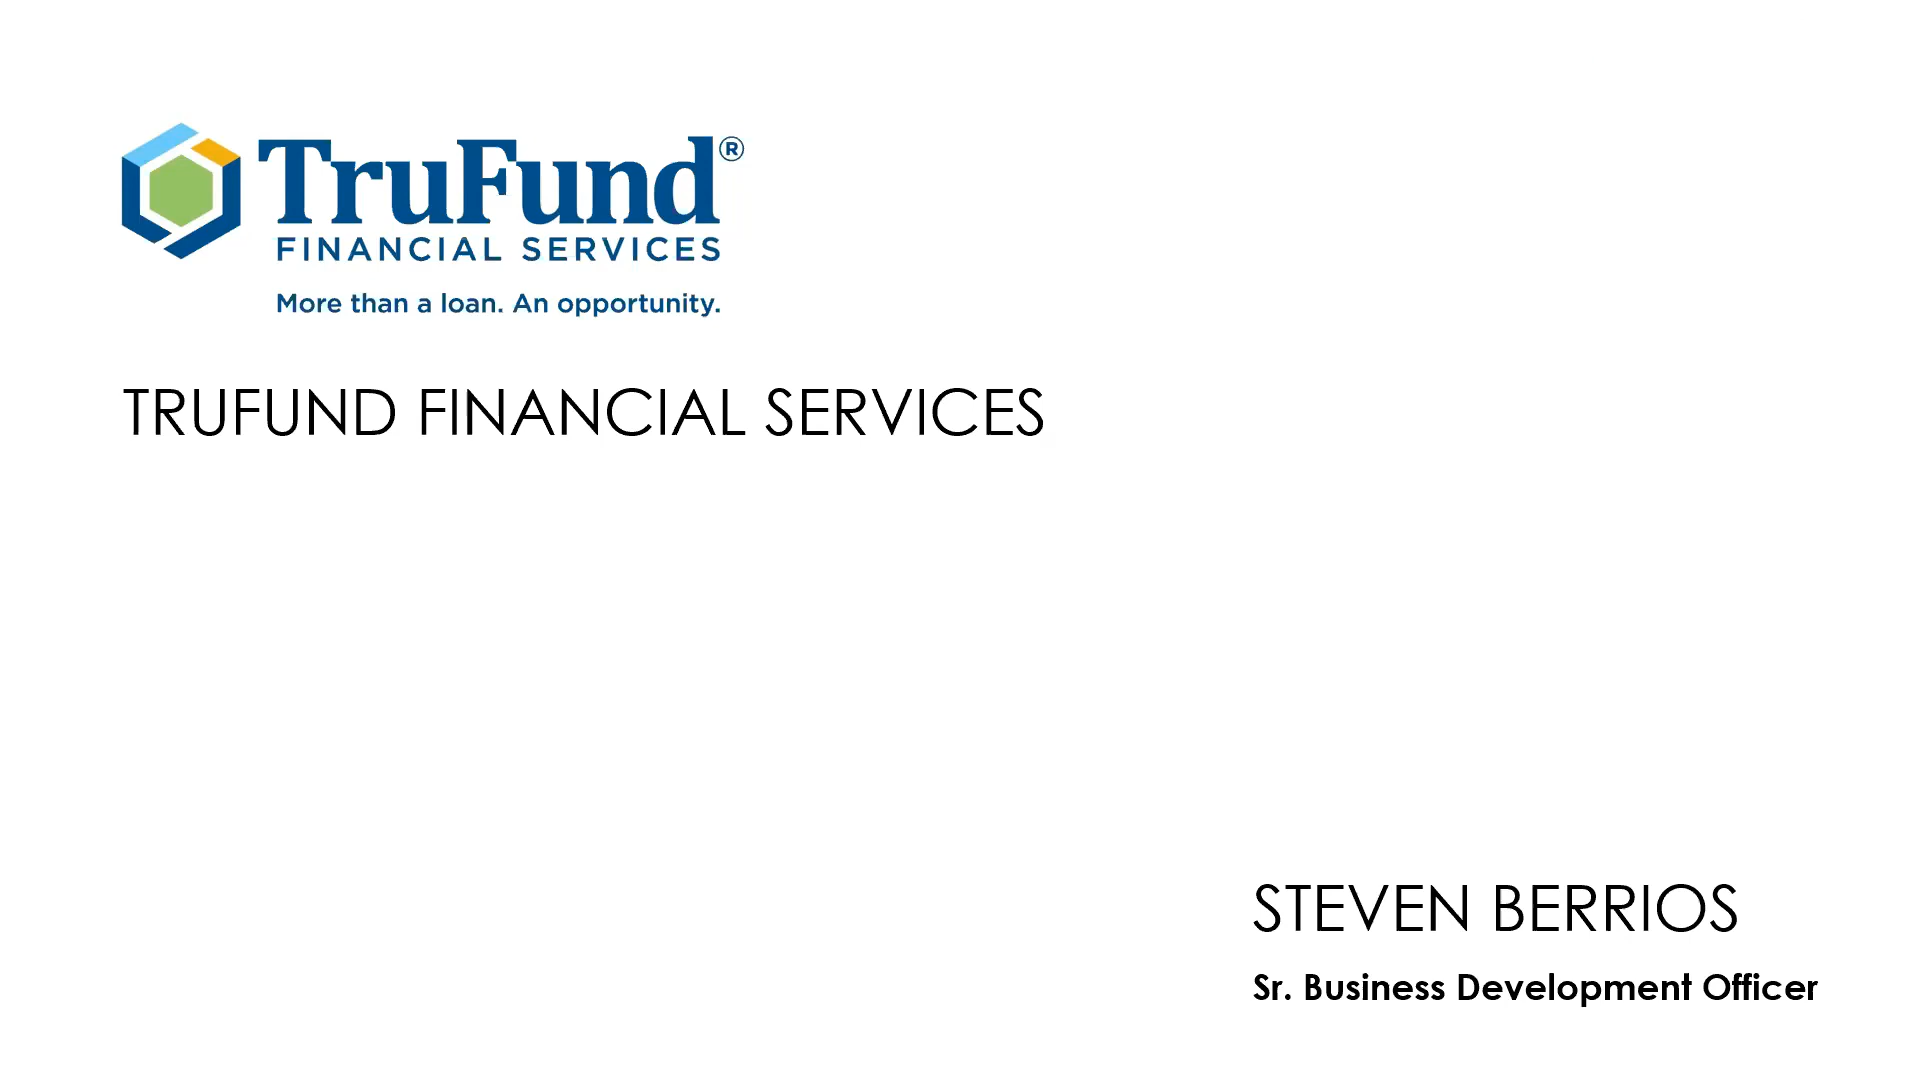 TruFund®
FINANCIAL SERVICES
More than a loan. An opportunity.
TRUFUND FINANCIAL SERVICES
STEVEN BERRIOS
Sr. Business Development Officer